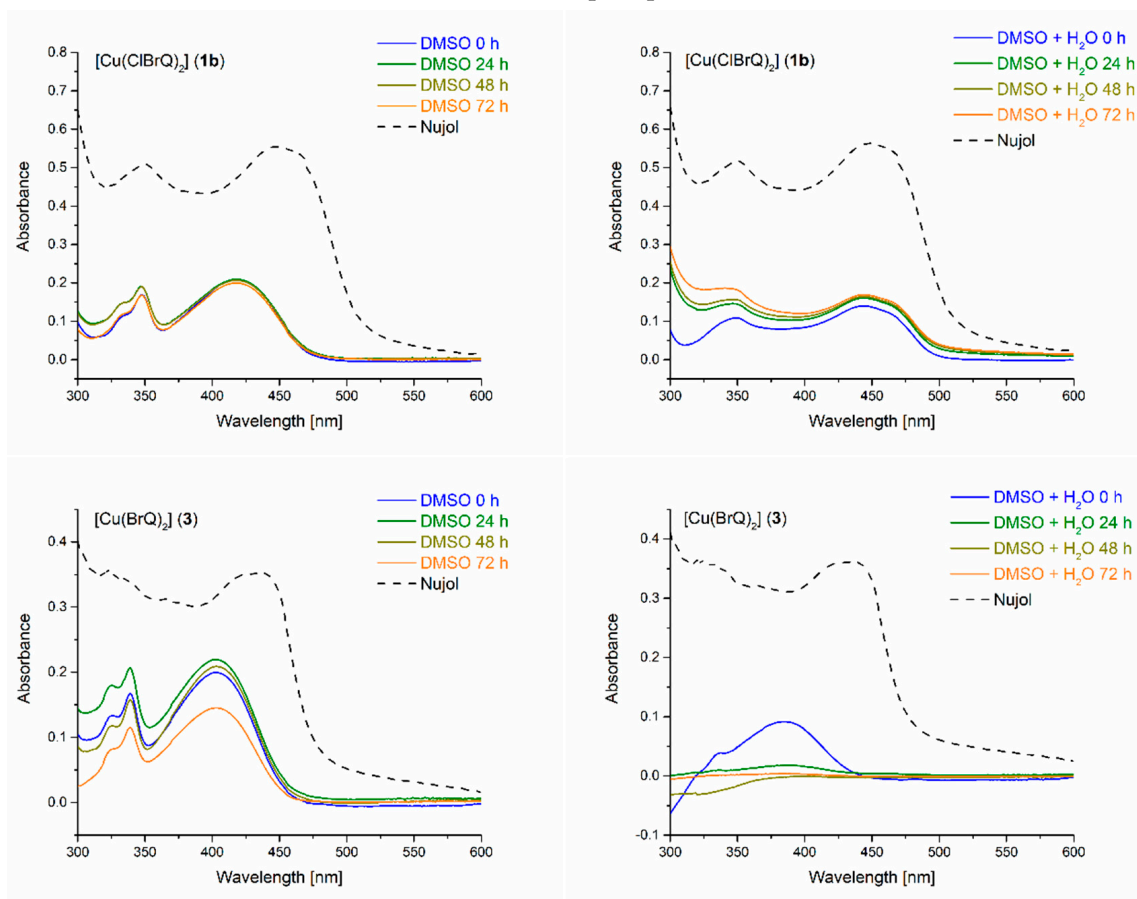 [Cu(ClBrQ)₂] (1b)
DMSO 0 h
DMSO 24 h
DMSO 48 h
DMSO 72 h
Nujol
0.8
0.7
0.6
0.5
0.4
0.3
0.2
0.1
0.0
Absorbance
300 350 400 450 500 550 600
Wavelength [nm]
[Cu(ClBrQ)₂] (1b)
DMSO + H₂O 0 h
DMSO + H₂O 24 h
DMSO + H₂O 48 h
DMSO + H₂O 72 h
Nujol
0.8
0.7
0.6
0.5
0.4
0.3
0.2
0.1
0.0
Absorbance
300 350 400 450 500 550 600
Wavelength [nm]
[Cu(BrQ)₂] (3)
DMSO 0 h
DMSO 24 h
DMSO 48 h
DMSO 72 h
Nujol
0.4
0.3
0.2
0.1
0.0
Absorbance
300 350 400 450 500 550 600
Wavelength [nm]
[Cu(BrQ)₂] (3)
DMSO + H₂O 0 h
DMSO + H₂O 24 h
DMSO + H₂O 48 h
DMSO + H₂O 72 h
Nujol
0.4
0.3
0.2
0.1
0.0
-0.1
Absorbance
300 350 400 450 500 550 600
Wavelength [nm]